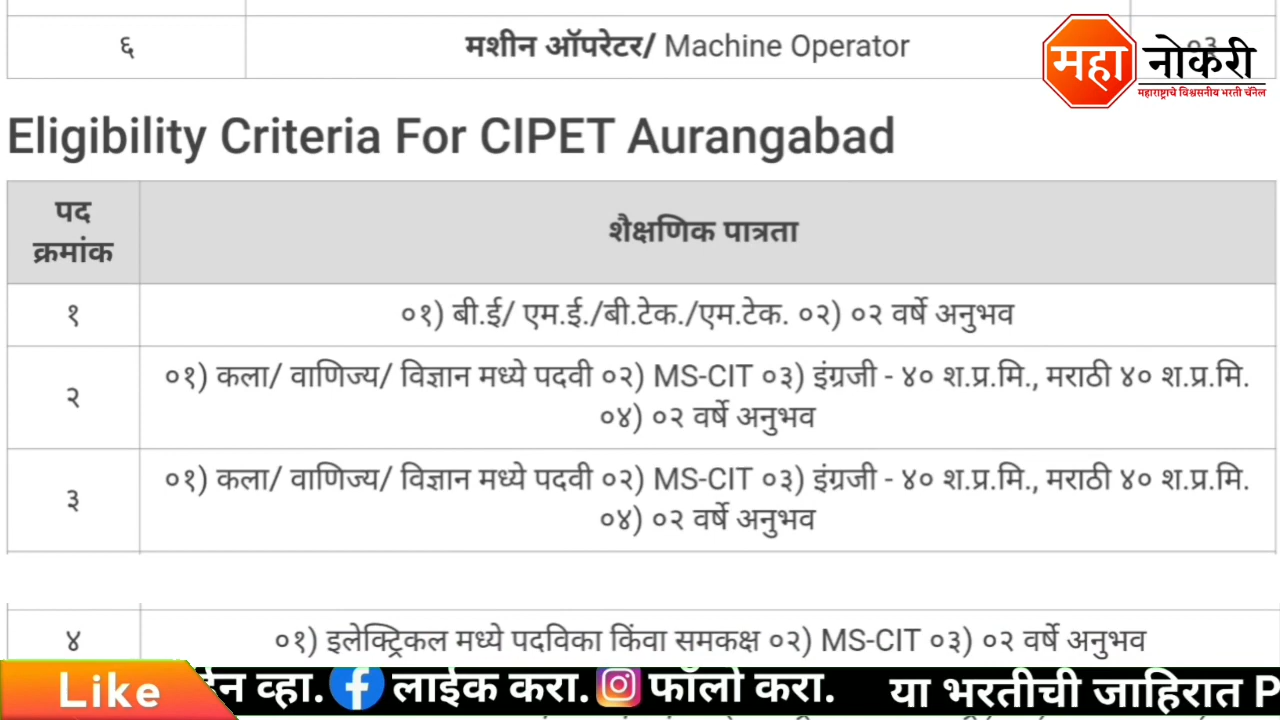 ६ मशीन ऑपरेटर/ Machine Operator ०३
महा नोकरी
महाराष्ट्राचे विश्वसनीय भरती चॅनेल
Eligibility Criteria For CIPET Aurangabad
पद क्रमांक शैक्षणिक पात्रता
१ ०१) बी.ई/ एम.ई./बी.टेक./एम.टेक. ०२) ०२ वर्षे अनुभव
२ ०१) कला/ वाणिज्य/ विज्ञान मध्ये पदवी ०२) MS-CIT ०३) इंग्रजी - ४० श.प्र.मि., मराठी ४० श.प्र.मि.
०४) ०२ वर्षे अनुभव
३ ०१) कला/ वाणिज्य/ विज्ञान मध्ये पदवी ०२) MS-CIT ०३) इंग्रजी - ४० श.प्र.मि., मराठी ४० श.प्र.मि.
०४) ०२ वर्षे अनुभव
४ ०१) इलेक्ट्रिकल मध्ये पदविका किंवा समकक्ष ०२) MS-CIT ०३) ०२ वर्षे अनुभव
Like व्हा. लाईक करा. फॉलो करा. या भरतीची जाहिरात P